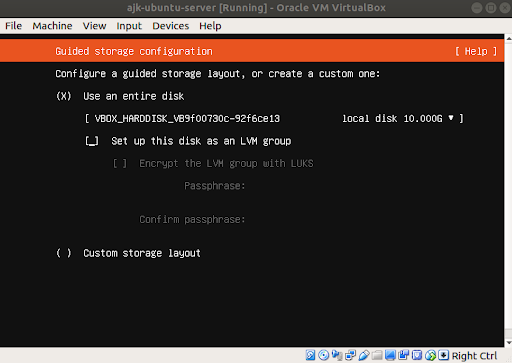 ajk-ubuntu-server [Running] - Oracle VM VirtualBox
File Machine View Input Devices Help
Guided storage configuration [ Help ]
Configure a guided storage layout, or create a custom one:
(X) Use an entire disk
[ VBOX_HARDDISK_VB9f00730c-92f6ce13 local disk 10.000G ▼ ]
[_] Set up this disk as an LVM group
[ ] Encrypt the LVM group with LUKS
Passphrase:
Confirm passphrase:
( ) Custom storage layout
Right Ctrl